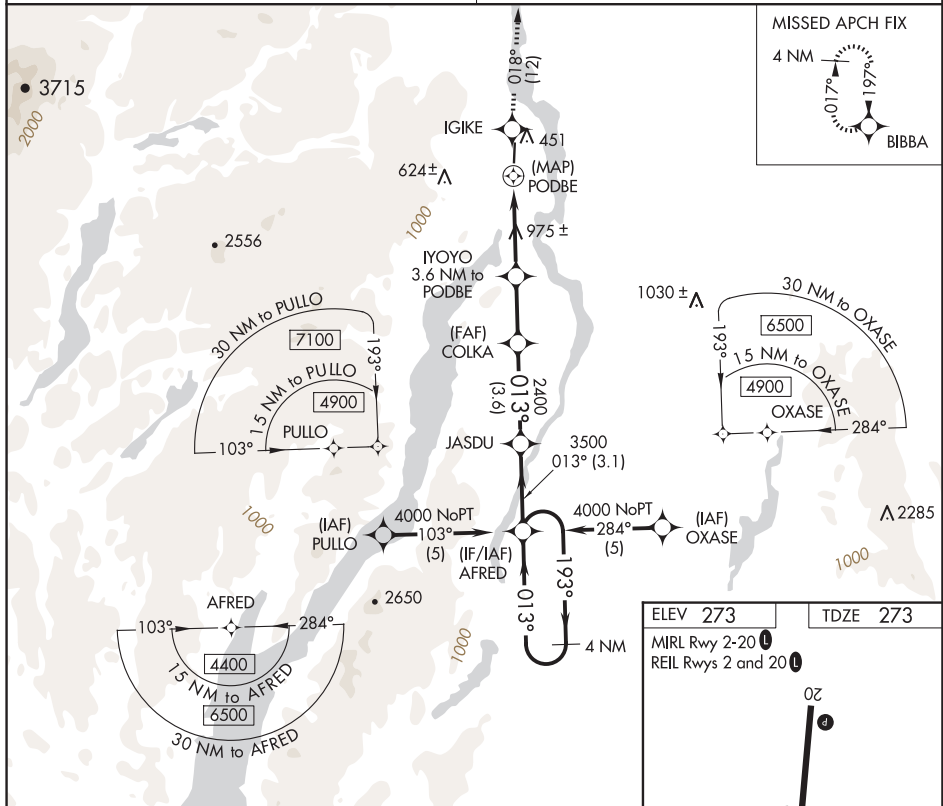 MISSED APCH FIX
4 NM
017°
197°
BIBBA
018°
(12)
3715
2000
IGIKE
451
(MAP)
PODBE
624±
1000
2556
975 ±
IYOYO
3.6 NM to
PODBE
30 NM to PULLO
7100
193°
15 NM to PULLO
4900
PULLO
103°
(FAF)
COLKA
2400
013°
(3.6)
1030 ±
30 NM to OXASE
6500
193°
15 NM to OXASE
4900
OXASE
284°
JASDU
3500
013° (3.1)
1000
(IAF)
PULLO
4000 NoPT
103°
(5)
(IF/IAF)
AFRED
4000 NoPT
284°
(5)
(IAF)
OXASE
2285
1000
193°
013°
4 NM
2650
1000
AFRED
103°
284°
4400
15 NM to AFRED
6500
30 NM to AFRED
ELEV 273
TDZE 273
MIRL Rwy 2-20 L
REIL Rwys 2 and 20 L
20
P